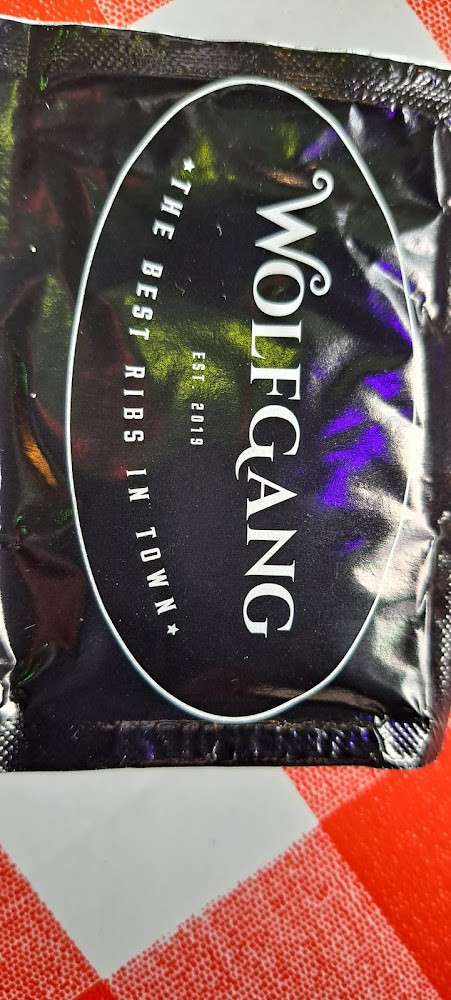 WOLFGANG
EST. 2019
★ THE BEST RIBS IN TOWN ★